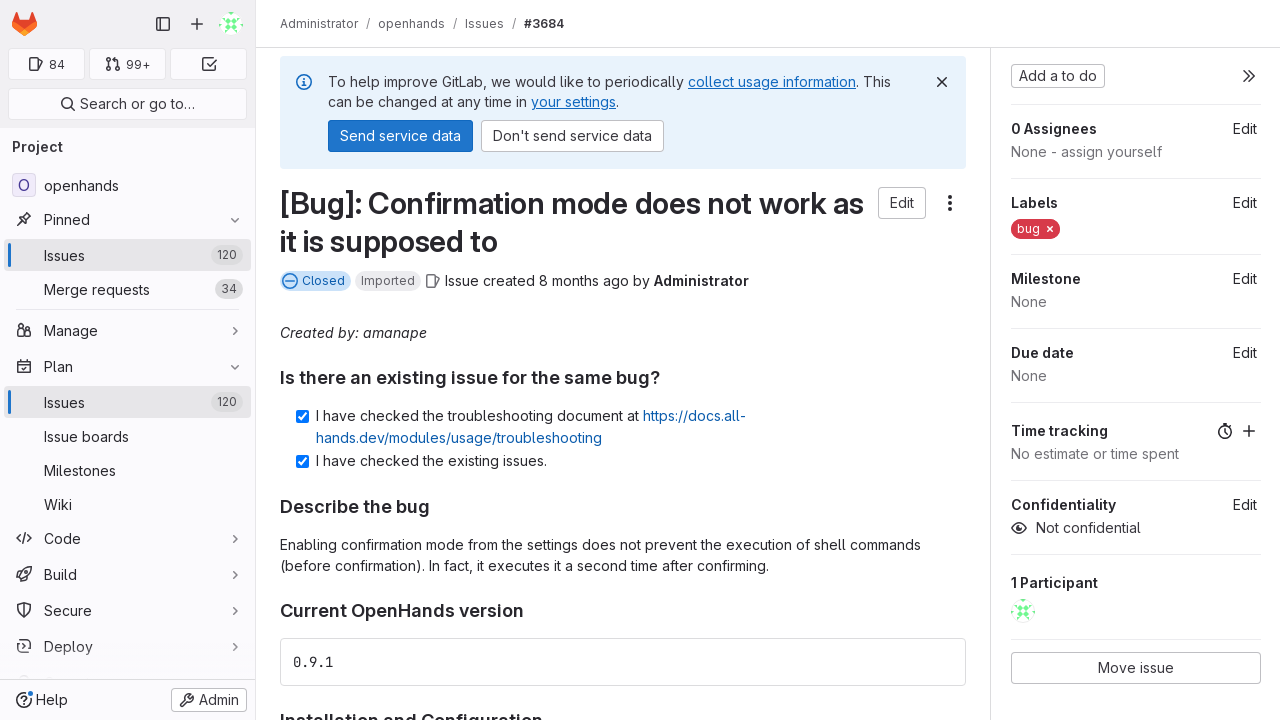 84
99+
Search or go to…
Project
O openhands
Pinned
Issues 120
Merge requests 34
Manage
Plan
Issues 120
Issue boards
Milestones
Wiki
Code
Build
Secure
Deploy
Help
Admin
Administrator / openhands / Issues / #3684
To help improve GitLab, we would like to periodically collect usage information. This
can be changed at any time in your settings.
Send service data
Don't send service data
[Bug]: Confirmation mode does not work as
it is supposed to
Edit
Closed Imported Issue created 8 months ago by Administrator
Created by: amanape
Is there an existing issue for the same bug?
I have checked the troubleshooting document at https://docs.all-
hands.dev/modules/usage/troubleshooting
I have checked the existing issues.
Describe the bug
Enabling confirmation mode from the settings does not prevent the execution of shell commands
(before confirmation). In fact, it executes it a second time after confirming.
Current OpenHands version
0.9.1
Installation and Configuration
Add a to do
0 Assignees Edit
None - assign yourself
Labels Edit
bug ×
Milestone Edit
None
Due date Edit
None
Time tracking
No estimate or time spent
Confidentiality Edit
Not confidential
1 Participant
Move issue